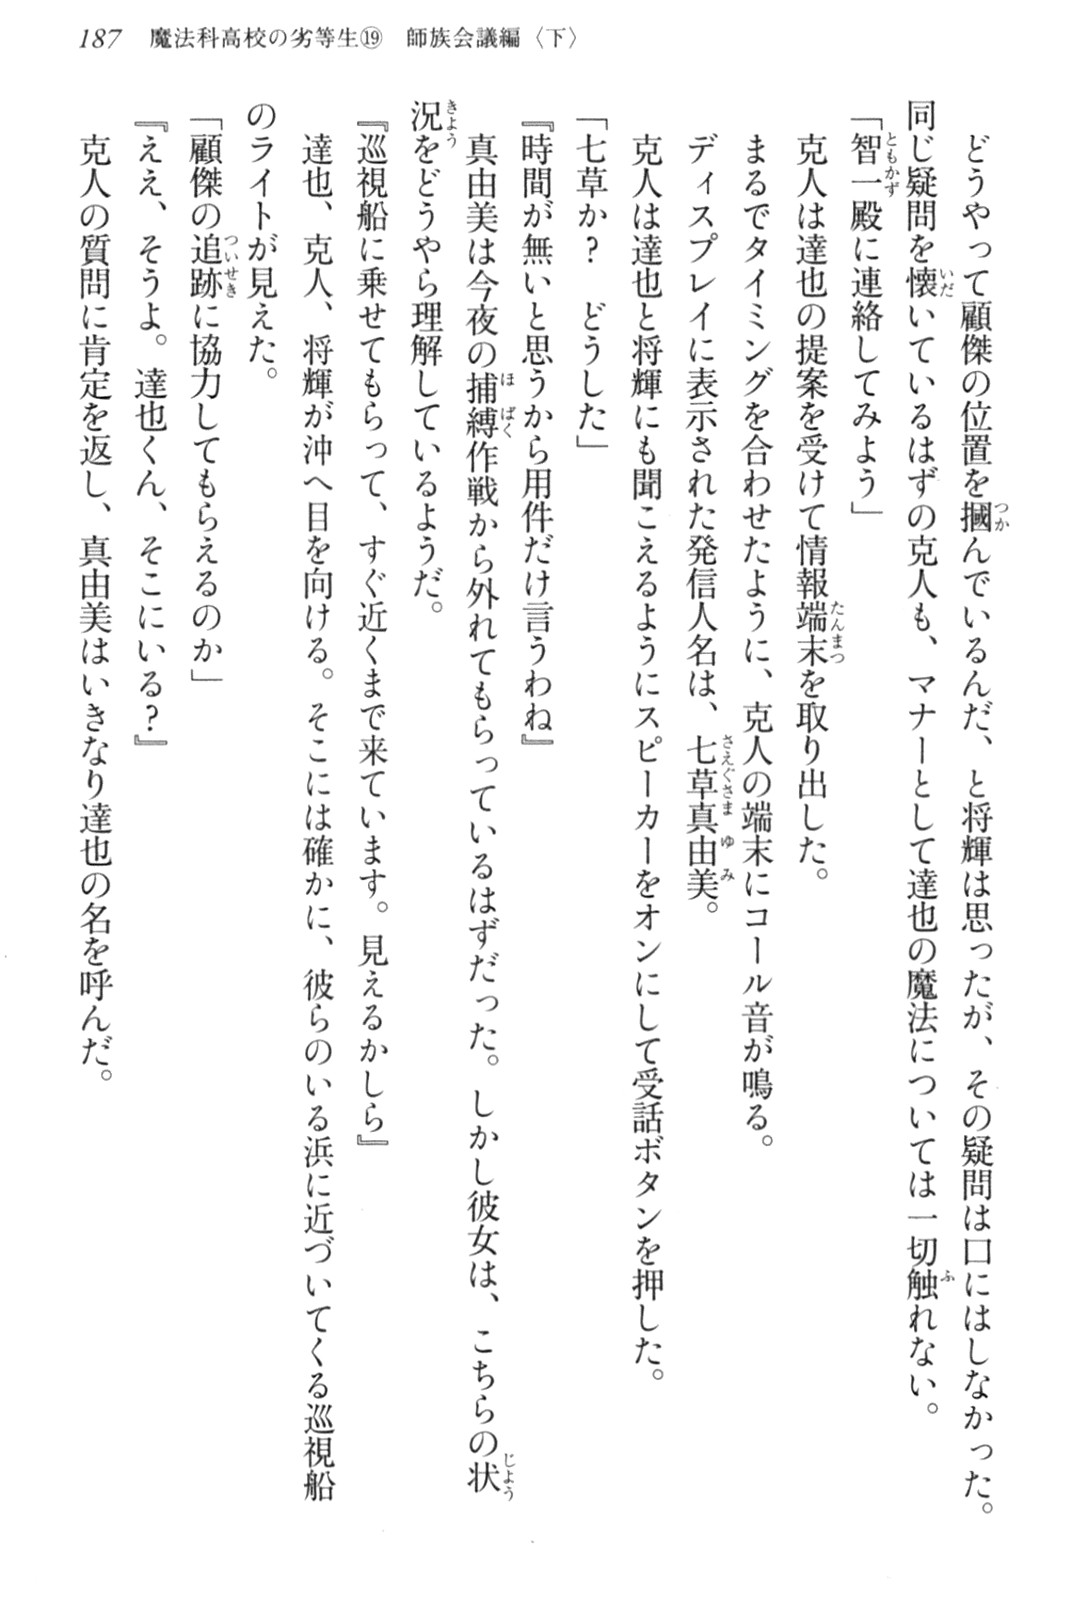 187　魔法科高校の劣等生⑲　師族会議編〈下〉
　どうやって顧傑の位置を摑んでいるんだ、と将輝は思ったが、その疑問は口にはしなかった。
同じ疑問を懐いているはずの克人も、マナーとして達也の魔法については一切触れない。
「智一殿に連絡してみよう」
　克人は達也の提案を受けて情報端末を取り出した。
　まるでタイミングを合わせたように、克人の端末にコール音が鳴る。
　ディスプレイに表示された発信人名は、七草真由美。
　克人は達也と将輝にも聞こえるようにスピーカーをオンにして受話ボタンを押した。
「七草か？　どうした」
『時間が無いと思うから用件だけ言うわね』
　真由美は今夜の捕縛作戦から外れてもらっているはずだった。しかし彼女は、こちらの状
況をどうやら理解しているようだ。
『巡視船に乗せてもらって、すぐ近くまで来ています。見えるかしら』
　達也、克人、将輝が沖へ目を向ける。そこには確かに、彼らのいる浜に近づいてくる巡視船
のライトが見えた。
「顧傑の追跡に協力してもらえるのか」
『ええ、そうよ。達也くん、そこにいる？』
　克人の質問に肯定を返し、真由美はいきなり達也の名を呼んだ。